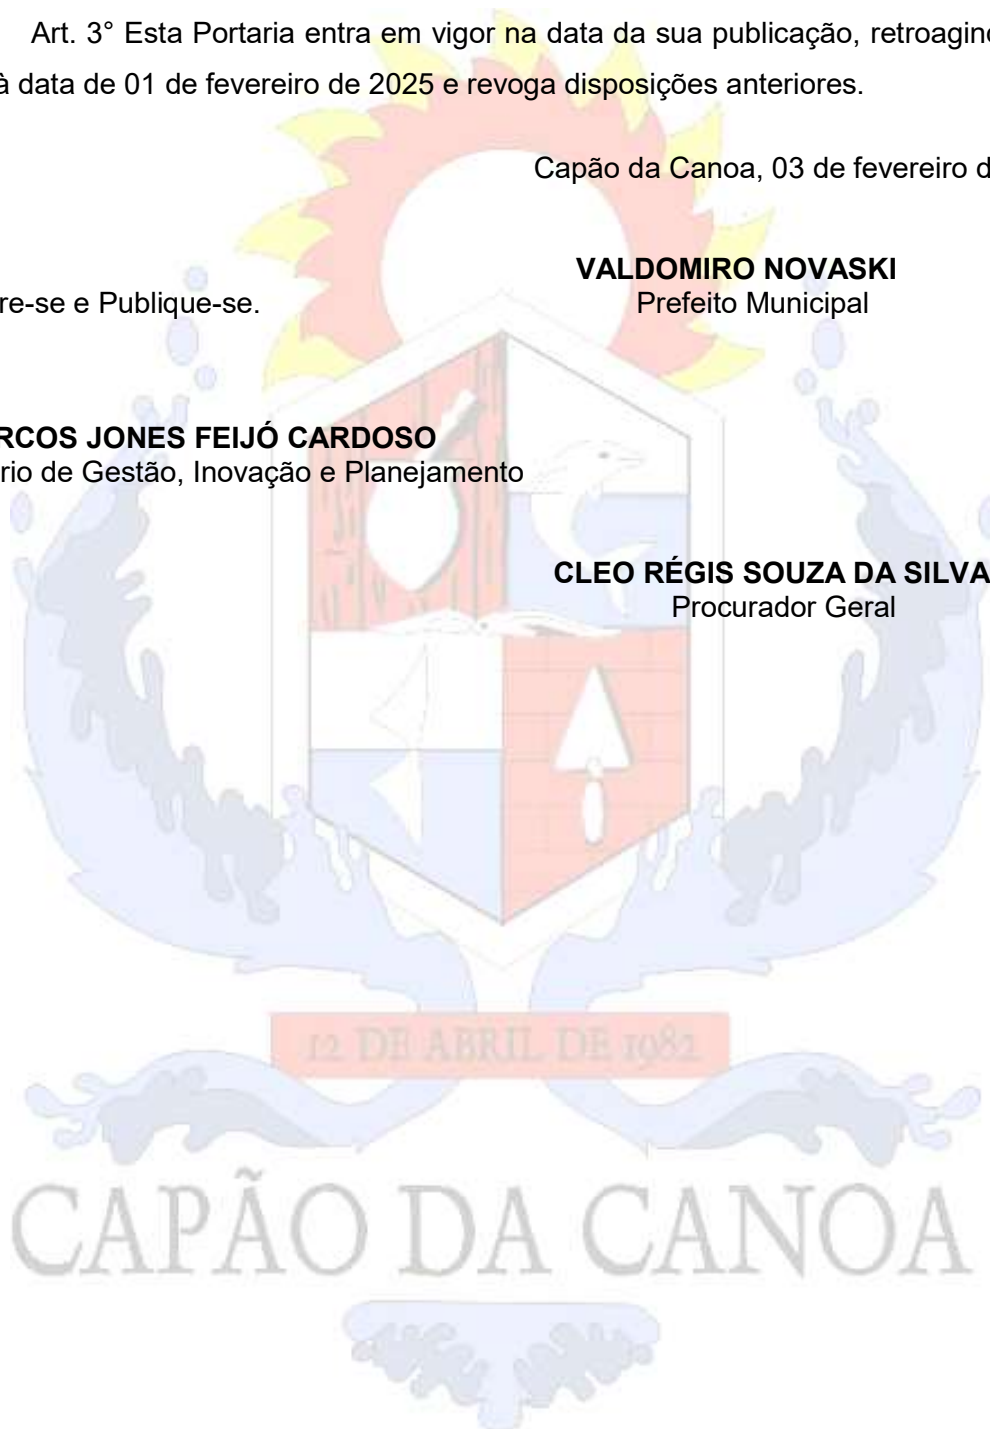 Art. 3° Esta Portaria entra em vigor na data da sua publicação, retroagind
à data de 01 de fevereiro de 2025 e revoga disposições anteriores.
Capão da Canoa, 03 de fevereiro d
VALDOMIRO NOVASKI
re-se e Publique-se. Prefeito Municipal
RCOS JONES FEIJÓ CARDOSO
rio de Gestão, Inovação e Planejamento
CLEO RÉGIS SOUZA DA SILVA
Procurador Geral
12 DE ABRIL DE 1982
CAPÃO DA CANOA